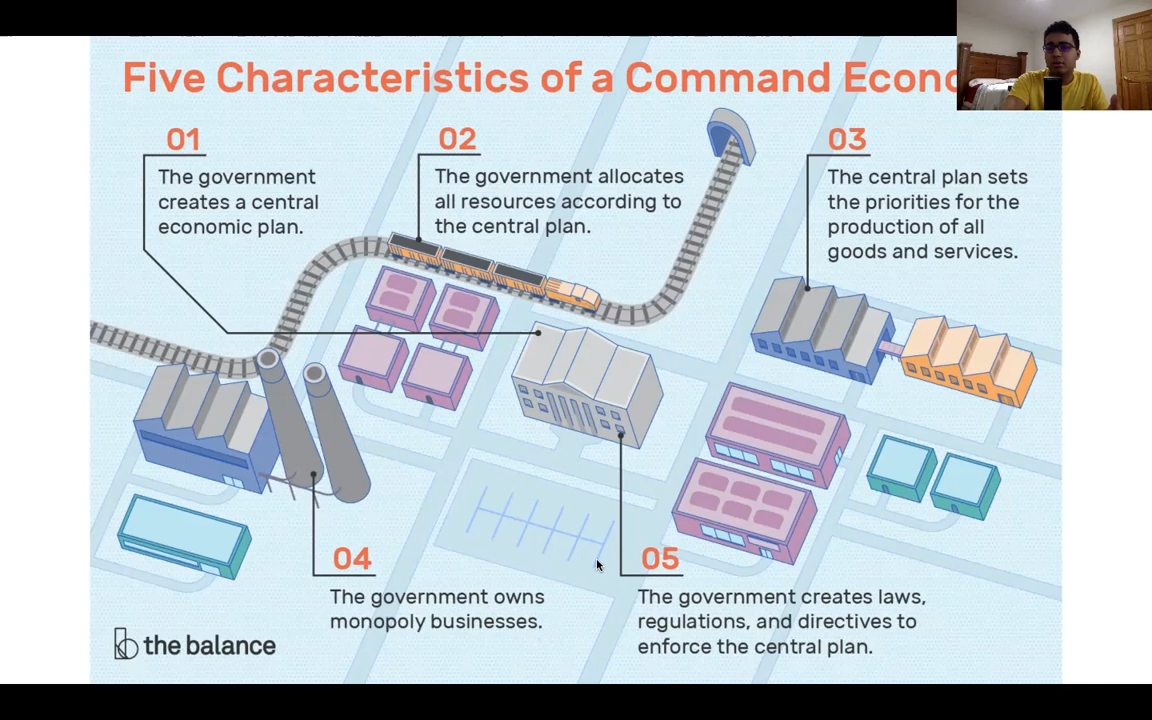 Five Characteristics of a Command
01
The government
creates a central
economic plan.
02
The government allocates
all resources according to
the central plan.
03
The central plan sets
the priorities for the
production of all
goods and services.
04
The government owns
monopoly businesses.
05
The government creates laws,
regulations, and directives to
enforce the central plan.
the balance